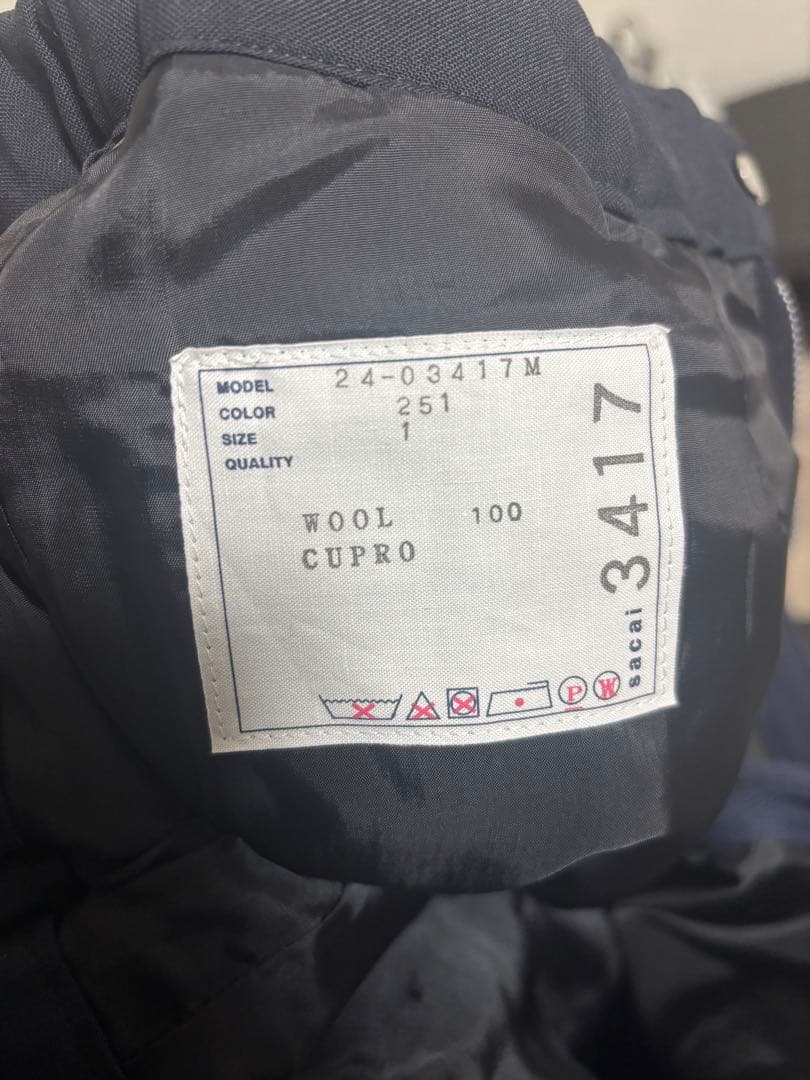 MODEL 24-03417M
COLOR 251
SIZE 1
QUALITY
WOOL 100
CUPRO
P W
sacai 3417